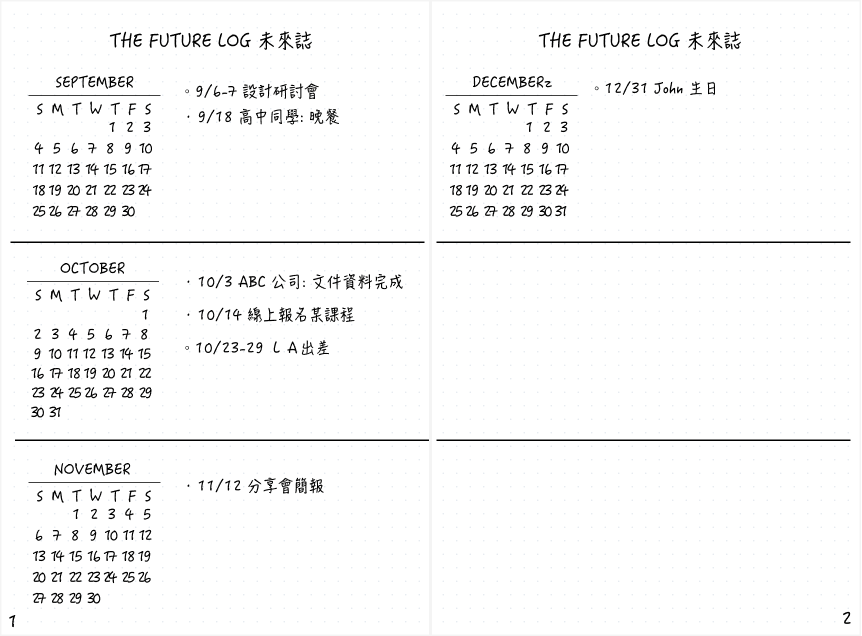 THE FUTURE LOG 未來誌
SEPTEMBER
S M T W T F S
1 2 3
4 5 6 7 8 9 10
11 12 13 14 15 16 17
18 19 20 21 22 23 24
25 26 27 28 29 30
◦ 9/6-7 設計研討會
· 9/18 高中同學: 晚餐
OCTOBER
S M T W T F S
1
2 3 4 5 6 7 8
9 10 11 12 13 14 15
16 17 18 19 20 21 22
23 24 25 26 27 28 29
30 31
· 10/3 ABC 公司: 文件資料完成
· 10/14 線上報名某課程
◦ 10/23-29 L A出差
NOVEMBER
S M T W T F S
1 2 3 4 5
6 7 8 9 10 11 12
13 14 15 16 17 18 19
20 21 22 23 24 25 26
27 28 29 30
· 11/12 分享會簡報
1
THE FUTURE LOG 未來誌
DECEMBERz
S M T W T F S
1 2 3
4 5 6 7 8 9 10
11 12 13 14 15 16 17
18 19 20 21 22 23 24
25 26 27 28 29 30 31
◦ 12/31 John 生日
2